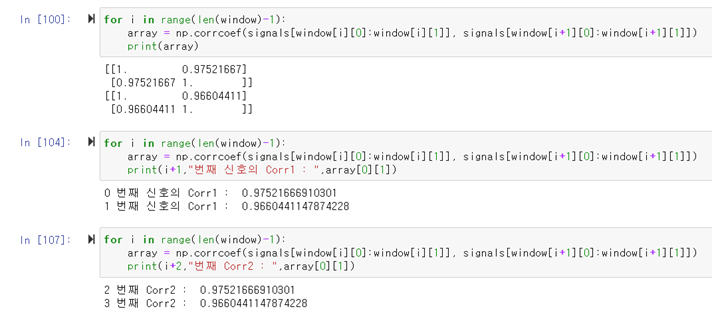 In [100]:
for i in range(len(window)-1):
    array = np.corrcoef(signals[window[i][0]:window[i][1]], signals[window[i+1][0]:window[i+1][1]])
    print(array)
[[1.         0.97521667]
 [0.97521667 1.        ]]
[[1.         0.96604411]
 [0.96604411 1.        ]]
In [104]:
for i in range(len(window)-1):
    array = np.corrcoef(signals[window[i][0]:window[i][1]], signals[window[i+1][0]:window[i+1][1]])
    print(i+1,"번째 신호의 Corr1 : ",array[0][1])
0 번째 신호의 Corr1 :  0.97521666910301
1 번째 신호의 Corr1 :  0.9660441147874228
In [107]:
for i in range(len(window)-1):
    array = np.corrcoef(signals[window[i][0]:window[i][1]], signals[window[i+1][0]:window[i+1][1]])
    print(i+2,"번째 Corr2 : ",array[0][1])
2 번째 Corr2 :  0.97521666910301
3 번째 Corr2 :  0.9660441147874228